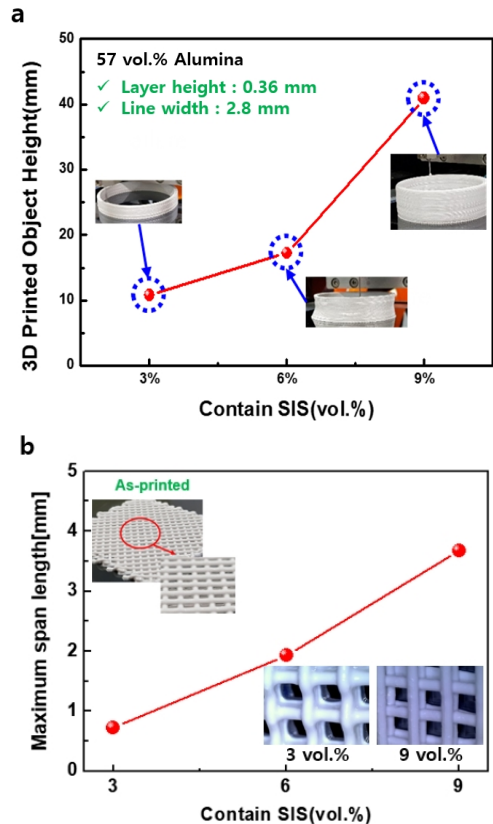 a
57 vol.% Alumina
✓ Layer height : 0.36 mm
✓ Line width : 2.8 mm
3D Printed Object Height(mm)
50
40
30
20
10
0
3%
6%
9%
Contain SIS(vol.%)
b
As-printed
Maximum span length[mm]
5
4
3
2
1
0
3 vol.%
9 vol.%
3
6
9
Contain SIS(vol.%)